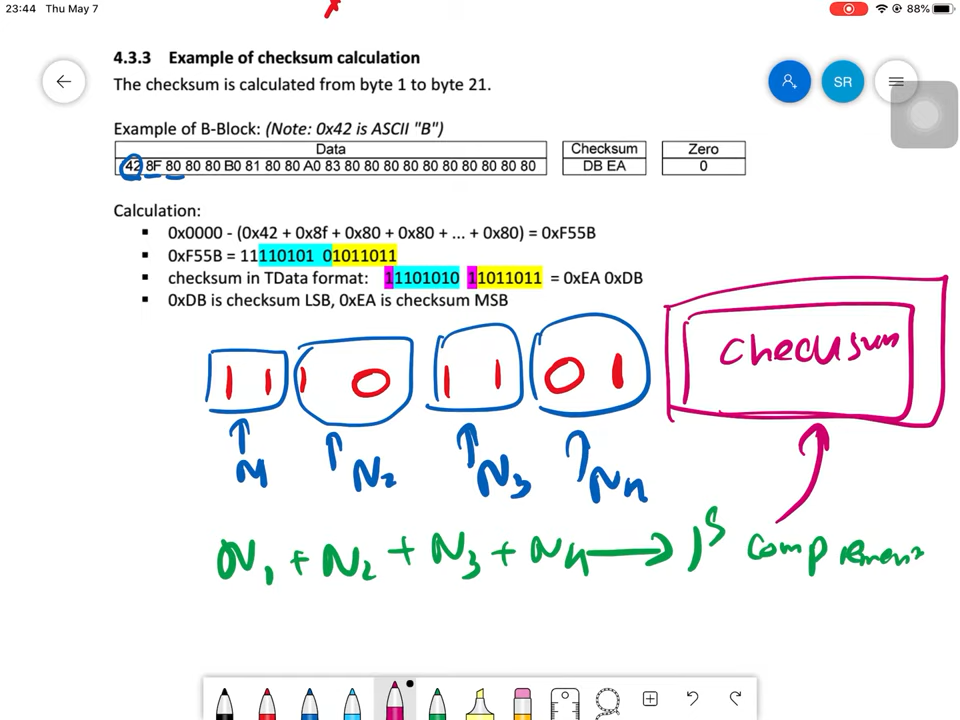 23:44 Thu May 7 88%
4.3.3 Example of checksum calculation
The checksum is calculated from byte 1 to byte 21.
SR
Example of B-Block: (Note: 0x42 is ASCII "B")
Data Checksum Zero
42 8F 80 80 80 B0 81 80 80 A0 83 80 80 80 80 80 80 80 80 80 80 DB EA 0
Calculation:
0x0000 - (0x42 + 0x8f + 0x80 + 0x80 + ... + 0x80) = 0xF55B
0xF55B = 11110101 01011011
checksum in TData format: 11101010 11011011 = 0xEA 0xDB
0xDB is checksum LSB, 0xEA is checksum MSB
checksum
11 10 11 01
N1 N2 N3 N4
N1 + N2 + N3 + N4 → 1's complement